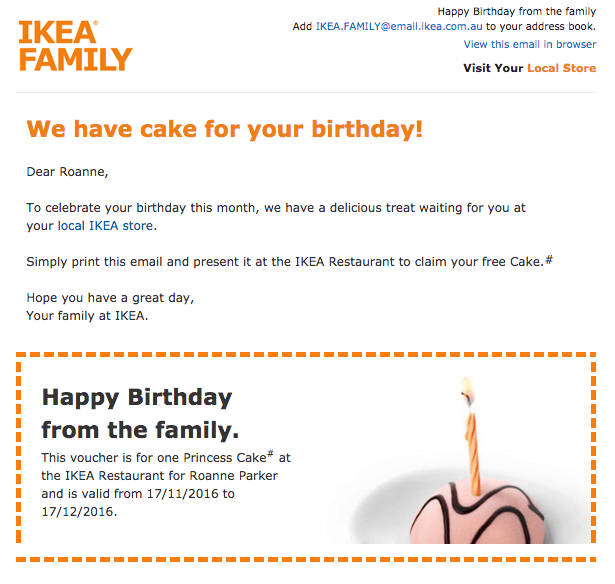 IKEA®
FAMILY
Happy Birthday from the family
Add IKEA.FAMILY@email.ikea.com.au to your address book.
View this email in browser
Visit Your Local Store
We have cake for your birthday!
Dear Roanne,
To celebrate your birthday this month, we have a delicious treat waiting for you at
your local IKEA store.
Simply print this email and present it at the IKEA Restaurant to claim your free Cake.#
Hope you have a great day,
Your family at IKEA.
Happy Birthday
from the family.
This voucher is for one Princess Cake# at
the IKEA Restaurant for Roanne Parker
and is valid from 17/11/2016 to
17/12/2016.